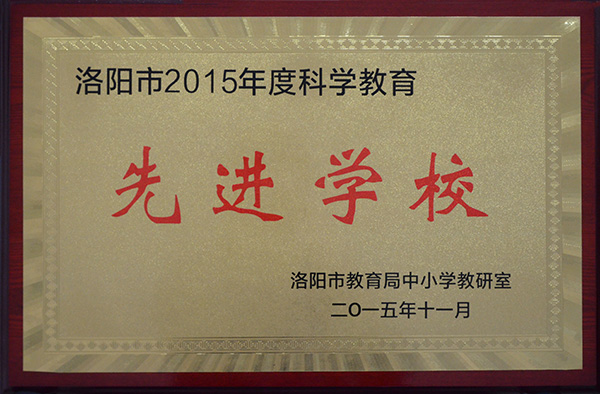 洛阳市2015年度科学教育
先进学校
洛阳市教育局中小学教研室
二O一五年十一月